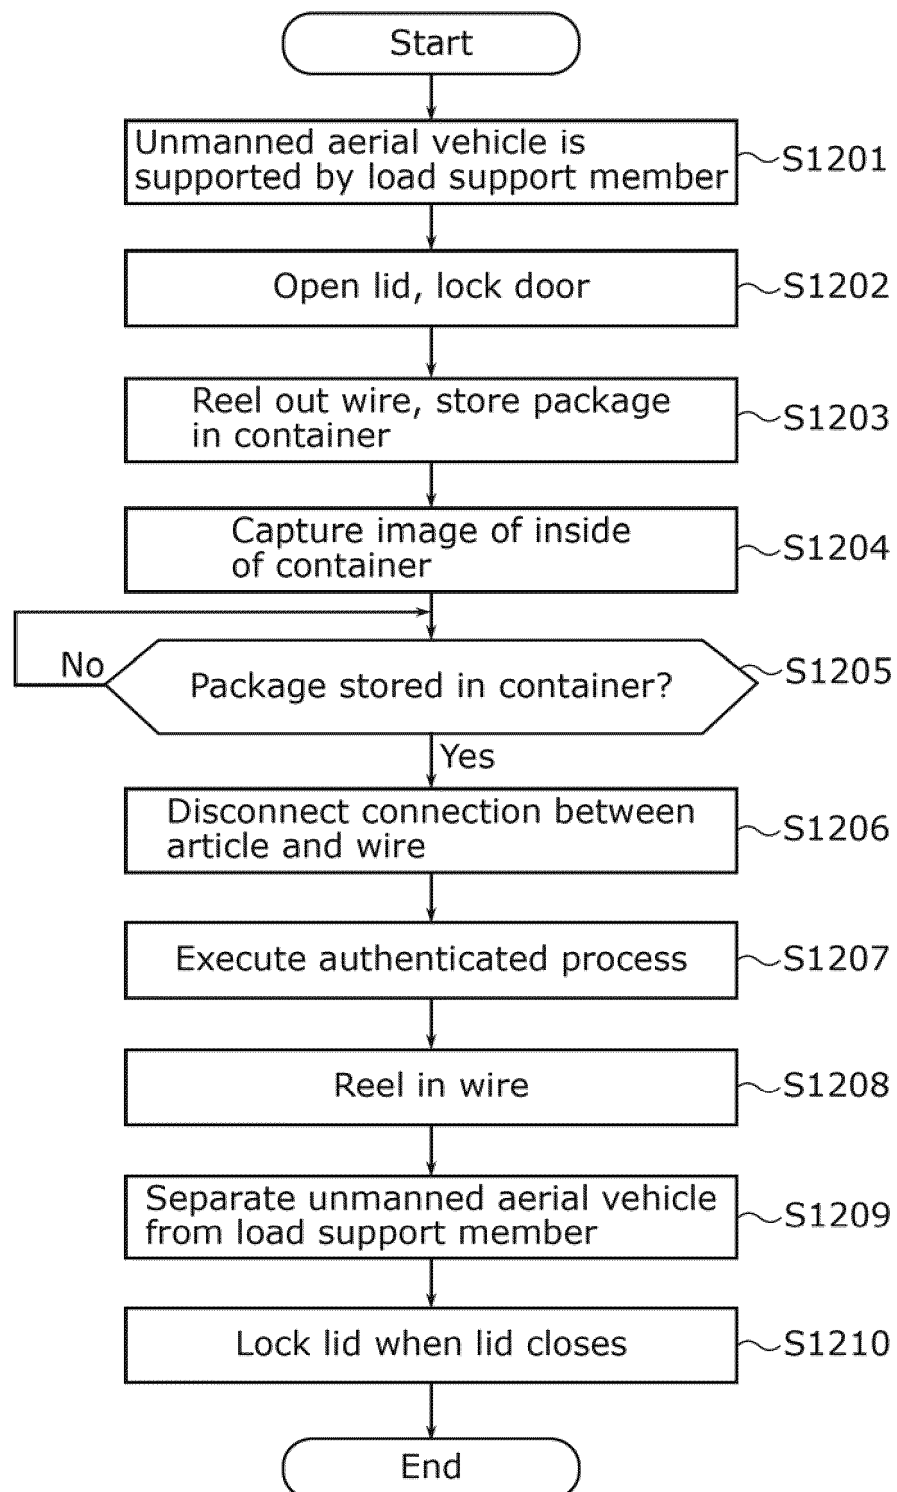 Start
Unmanned aerial vehicle is
supported by load support member
S1201
Open lid, lock door
S1202
Reel out wire, store package
in container
S1203
Capture image of inside
of container
S1204
No
Package stored in container?
S1205
Yes
Disconnect connection between
article and wire
S1206
Execute authenticated process
S1207
Reel in wire
S1208
Separate unmanned aerial vehicle
from load support member
S1209
Lock lid when lid closes
S1210
End